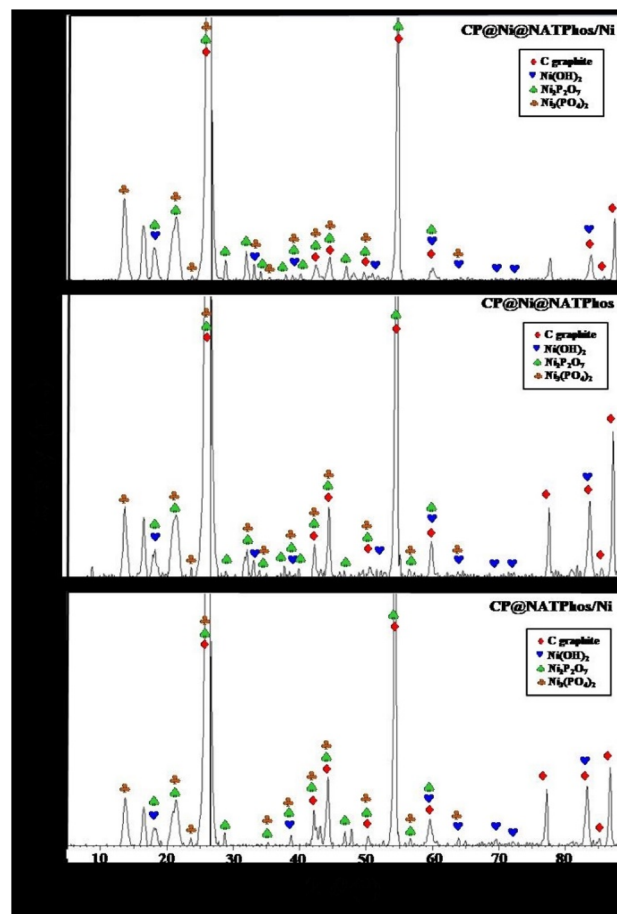 CP@Ni@NATPhos/Ni
C graphite
Ni(OH)₂
Ni₂P₂O₇
Ni₃(PO₄)₂
CP@Ni@NATPhos
C graphite
Ni(OH)₂
Ni₂P₂O₇
Ni₃(PO₄)₂
CP@NATPhos/Ni
C graphite
Ni(OH)₂
Ni₂P₂O₇
Ni₃(PO₄)₂
10 20 30 40 50 60 70 80